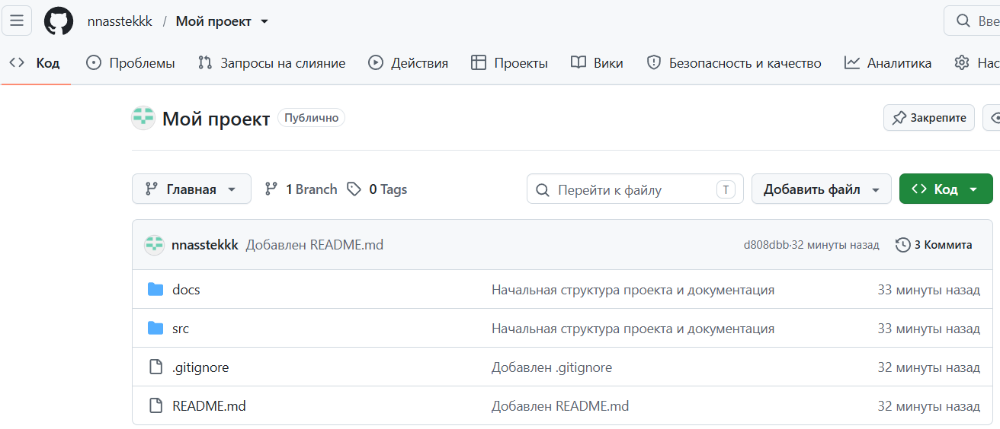 nnasstekkk / Мой проект
Вве
Код Проблемы Запросы на слияние Действия Проекты Вики Безопасность и качество Аналитика Нас
Мой проект Публично Закрепите
Главная 1 Branch 0 Tags Перейти к файлу T Добавить файл Код
nnasstekkk Добавлен README.md d808dbb·32 минуты назад 3 Коммита
docs Начальная структура проекта и документация 33 минуты назад
src Начальная структура проекта и документация 33 минуты назад
.gitignore Добавлен .gitignore 32 минуты назад
README.md Добавлен README.md 32 минуты назад